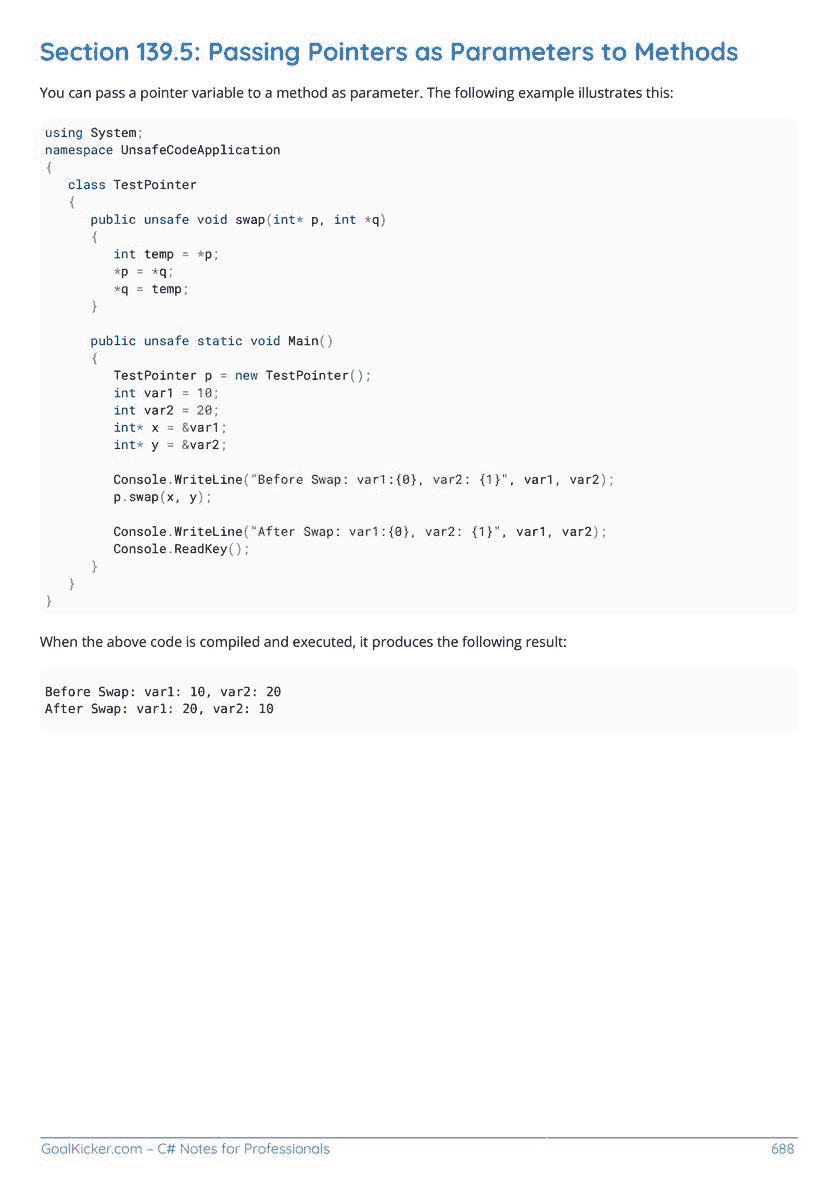 Section 139.5: Passing Pointers as Parameters to Methods
You can pass a pointer variable to a method as parameter. The following example illustrates this:
using System;
namespace UnsafeCodeApplication
{
   class TestPointer
   {
      public unsafe void swap(int* p, int *q)
      {
         int temp = *p;
         *p = *q;
         *q = temp;
      }
      public unsafe static void Main()
      {
         TestPointer p = new TestPointer();
         int var1 = 10;
         int var2 = 20;
         int* x = &var1;
         int* y = &var2;
         Console.WriteLine("Before Swap: var1:{0}, var2: {1}", var1, var2);
         p.swap(x, y);
         Console.WriteLine("After Swap: var1:{0}, var2: {1}", var1, var2);
         Console.ReadKey();
      }
   }
}
When the above code is compiled and executed, it produces the following result:
Before Swap: var1: 10, var2: 20
After Swap: var1: 20, var2: 10
GoalKicker.com – C# Notes for Professionals 688